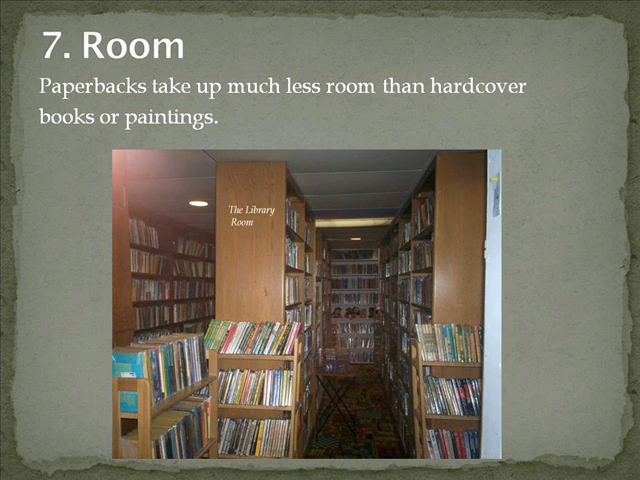 7. Room
Paperbacks take up much less room than hardcover
books or paintings.
The Library
Room